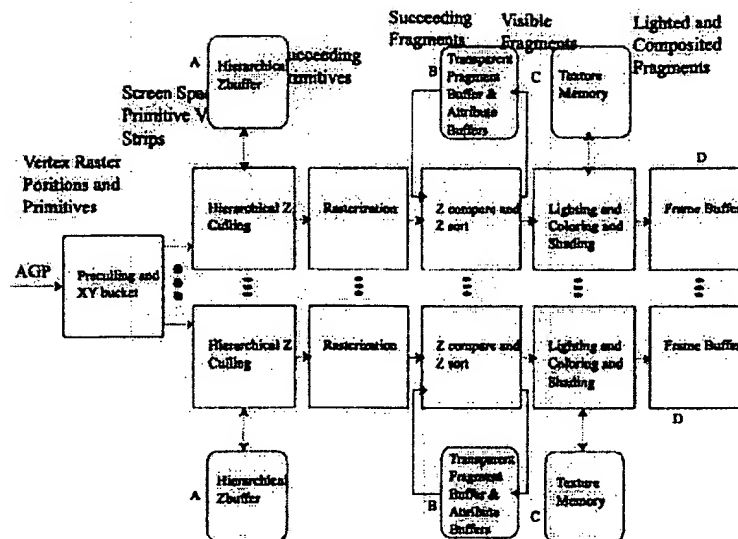 Succeeding
Fragments
Visible
Fragments
Lighted and
Composited
Fragments
A
Hierarchical
Zbuffer
ucceeding
imitives
B
Transparent
Fragment
Buffer &
Attribute
Buffers
C
Texture
Memory
Screen Spac
Primitive V
Strips
Vertex Raster
Positions and
Primitives
D
Hierarchical Z
Culling
Rasterization
Z compare and
Z sort
Lighting and
Coloring and
Shading
Frame Buffer
AGP
Preculling and
XY bucket
Hierarchical Z
Culling
Rasterization
Z compare and
Z sort
Lighting and
Coloring and
Shading
Frame Buffer
D
A
Hierarchical
Zbuffer
B
Transparent
Fragment
Buffer &
Attribute
Buffers
C
Texture
Memory